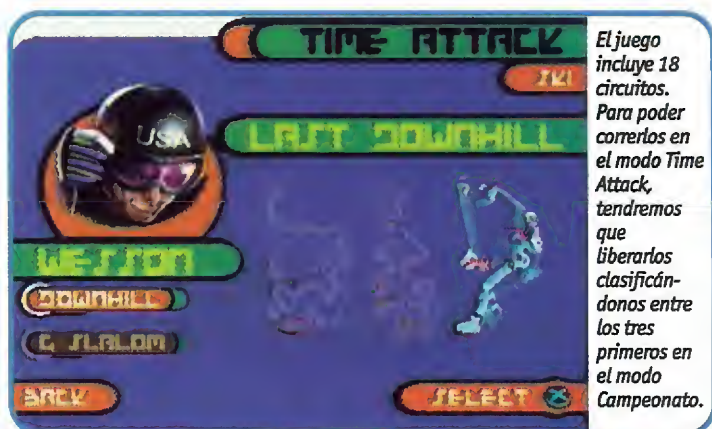 TIME ATTACK
SKI
USA
LAST DOWNHILL
WESSON
DOWNHILL
G SLALOM
BACK
SELECT
El juego
incluye 18
circuitos.
Para poder
correrlos en
el modo Time
Attack,
tendremos
que
liberarlos
clasificán-
donos entre
los tres
primeros en
el modo
Campeonato.